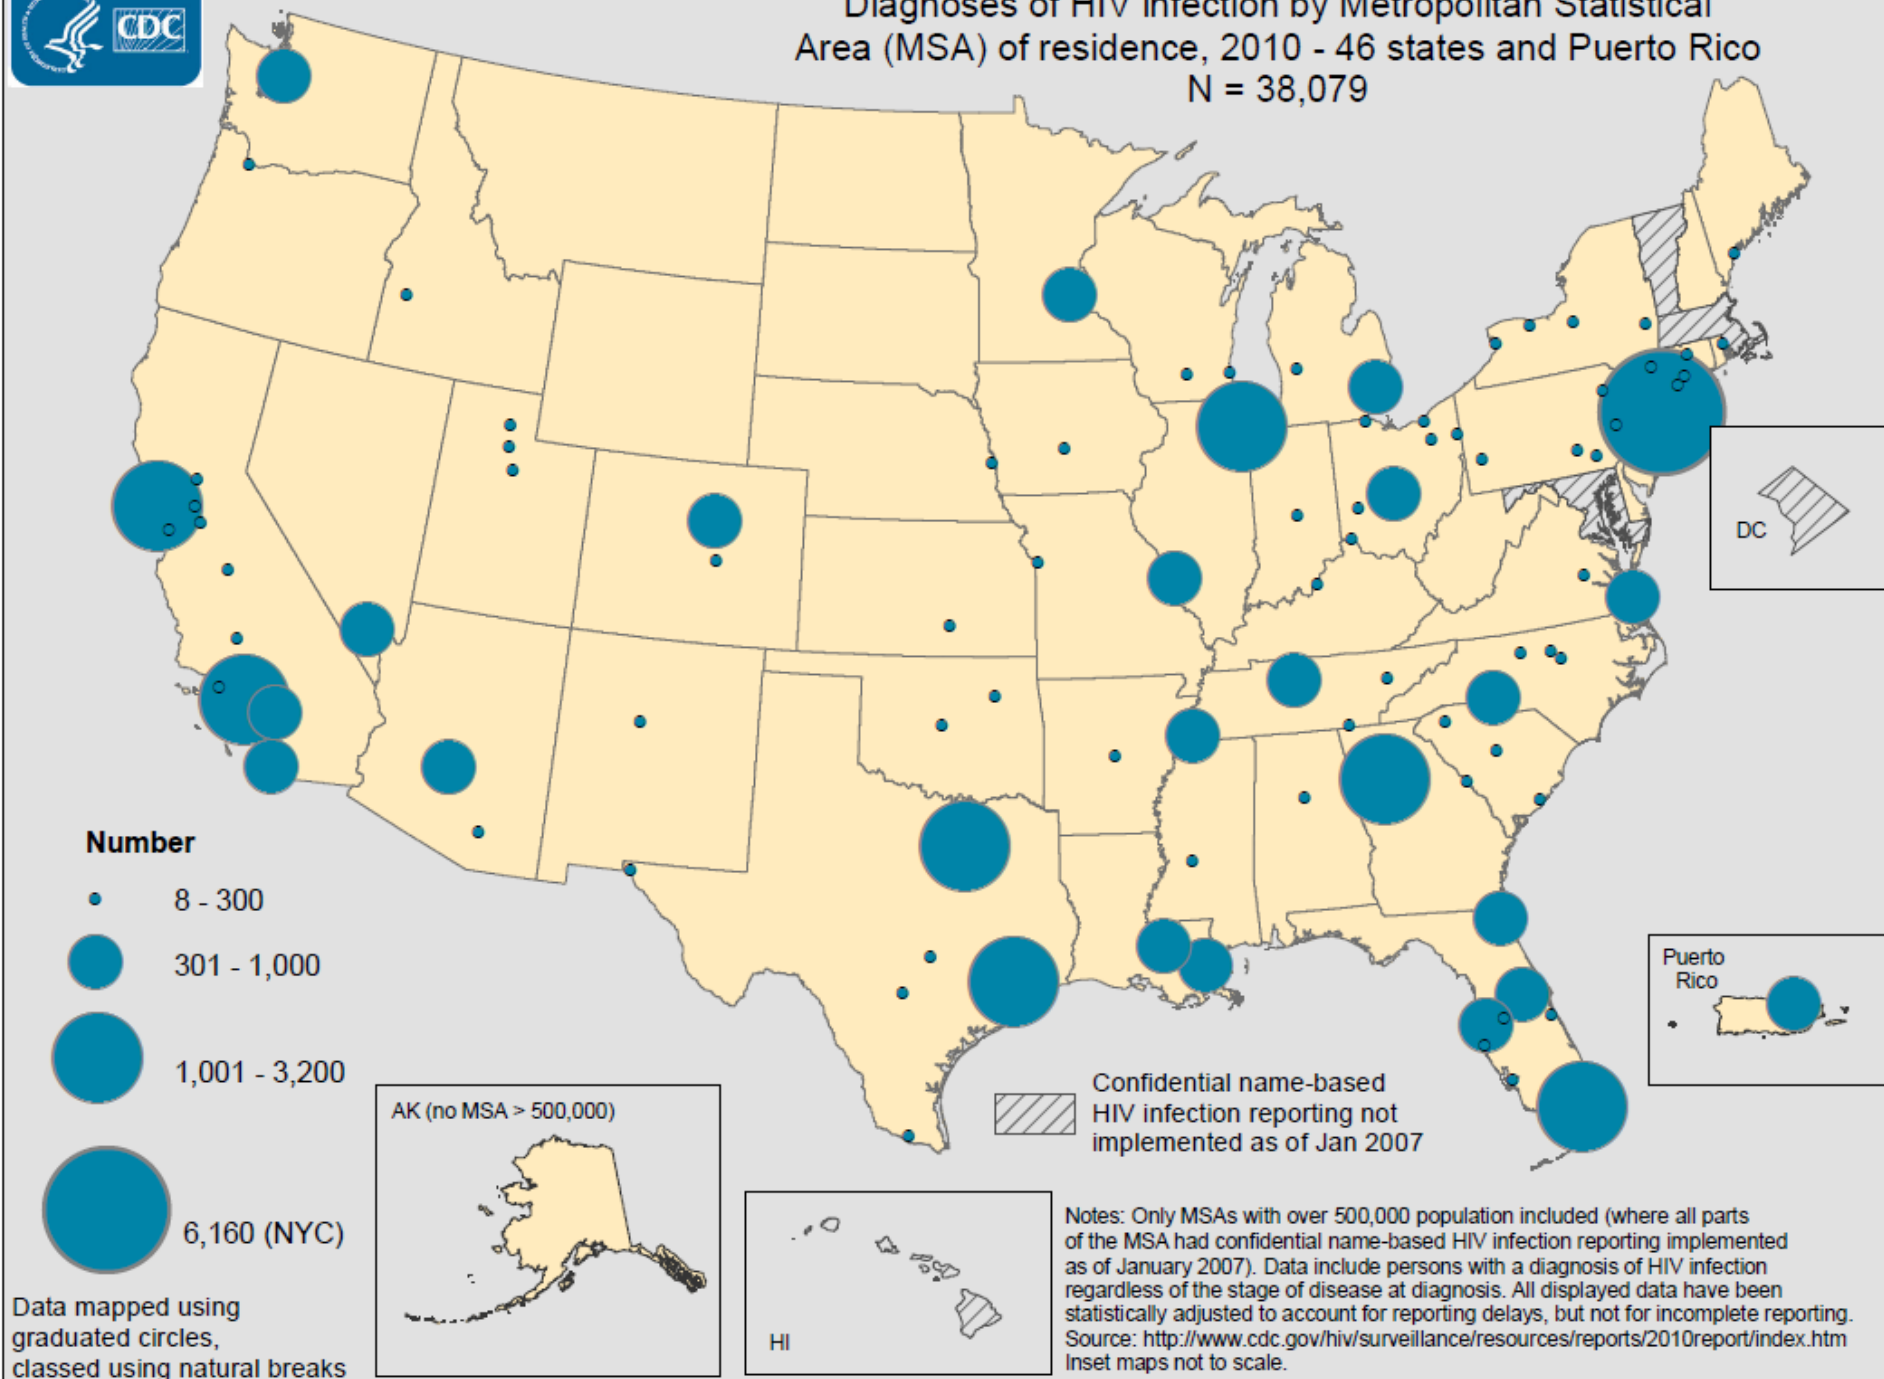 CDC
Diagnoses of HIV Infection by Metropolitan Statistical
Area (MSA) of residence, 2010 - 46 states and Puerto Rico
N = 38,079
DC
Number
8 - 300
301 - 1,000
1,001 - 3,200
6,160 (NYC)
Data mapped using
graduated circles,
classed using natural breaks
AK (no MSA > 500,000)
HI
Confidential name-based
HIV infection reporting not
implemented as of Jan 2007
Puerto
Rico
Notes: Only MSAs with over 500,000 population included (where all parts
of the MSA had confidential name-based HIV infection reporting implemented
as of January 2007). Data include persons with a diagnosis of HIV infection
regardless of the stage of disease at diagnosis. All displayed data have been
statistically adjusted to account for reporting delays, but not for incomplete reporting.
Source: http://www.cdc.gov/hiv/surveillance/resources/reports/2010report/index.htm
Inset maps not to scale.